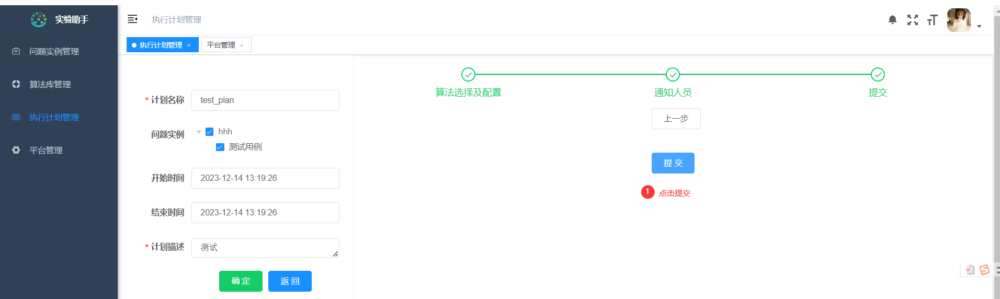 实验助手
执行计划管理
问题实例管理
算法库管理
执行计划管理
平台管理
执行计划管理 ×
平台管理 ×
* 计划名称 test_plan
问题实例 hhh
测试用例
开始时间 2023-12-14 13:19:26
结束时间 2023-12-14 13:19:26
* 计划描述 测试
确 定 返 回
算法选择及配置 通知人员 提交
上一步
提 交
1 点击提交